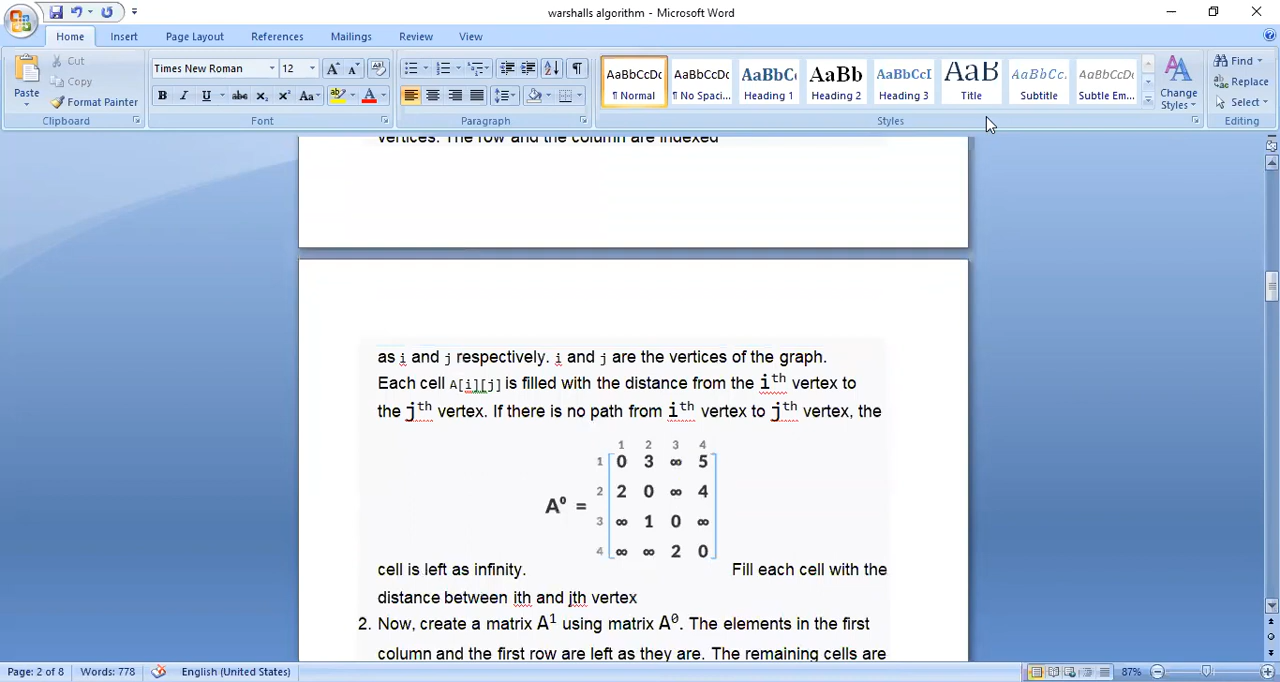 warshalls algorithm - Microsoft Word
Home Insert Page Layout References Mailings Review View
Paste
Cut
Copy
Format Painter
Clipboard
Times New Roman 12
B I U abc x₂ x² Aa A
Font
Paragraph
AaBbCcDc AaBbCcDc AaBbC AaBb AaBbCcI AaB AaBbCc. AaBbCcDc
¶ Normal ¶ No Spaci... Heading 1 Heading 2 Heading 3 Title Subtitle Subtle Em...
Styles
Change Styles
Find
Replace
Select
Editing
vertices. The row and the column are indexed
as i and j respectively. i and j are the vertices of the graph.
Each cell A[i][j] is filled with the distance from the iᵗʰ vertex to
the jᵗʰ vertex. If there is no path from iᵗʰ vertex to jᵗʰ vertex, the
1 2 3 4
1 0 3 ∞ 5
2 2 0 ∞ 4
A⁰ =
3 ∞ 1 0 ∞
4 ∞ ∞ 2 0
cell is left as infinity. Fill each cell with the
distance between ith and jth vertex
2. Now, create a matrix A¹ using matrix A⁰. The elements in the first
column and the first row are left as they are. The remaining cells are
Page: 2 of 8 Words: 778 English (United States) 87%